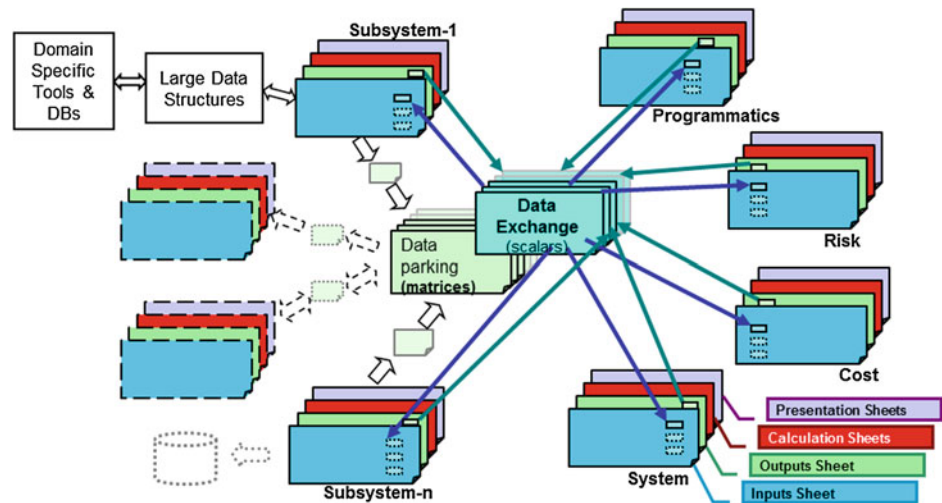 Subsystem-1
Domain
Specific
Tools &
DBs
Large Data
Structures
Programmatics
Data
Exchange
(scalars)
Risk
Data
parking
(matrices)
Cost
Presentation Sheets
Calculation Sheets
Outputs Sheet
Inputs Sheet
System
Subsystem-n